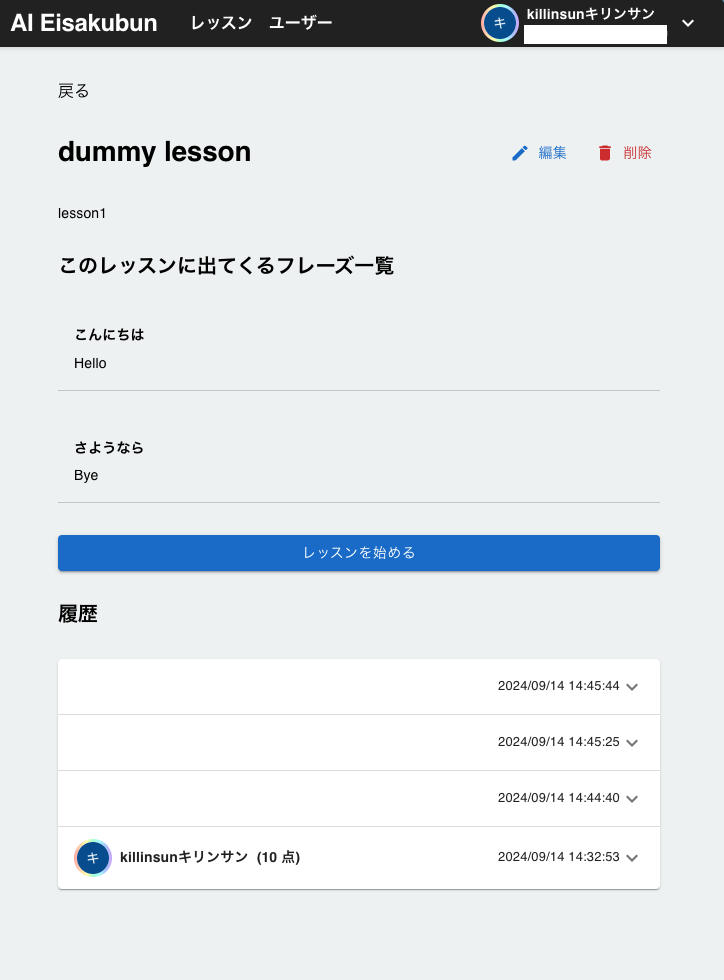 AI Eisakubun レッスン ユーザー キ killinsunキリンサン
戻る
dummy lesson 編集 削除
lesson1
このレッスンに出てくるフレーズ一覧
こんにちは
Hello
さようなら
Bye
レッスンを始める
履歴
2024/09/14 14:45:44
2024/09/14 14:45:25
2024/09/14 14:44:40
キ killinsunキリンサン (10 点) 2024/09/14 14:32:53